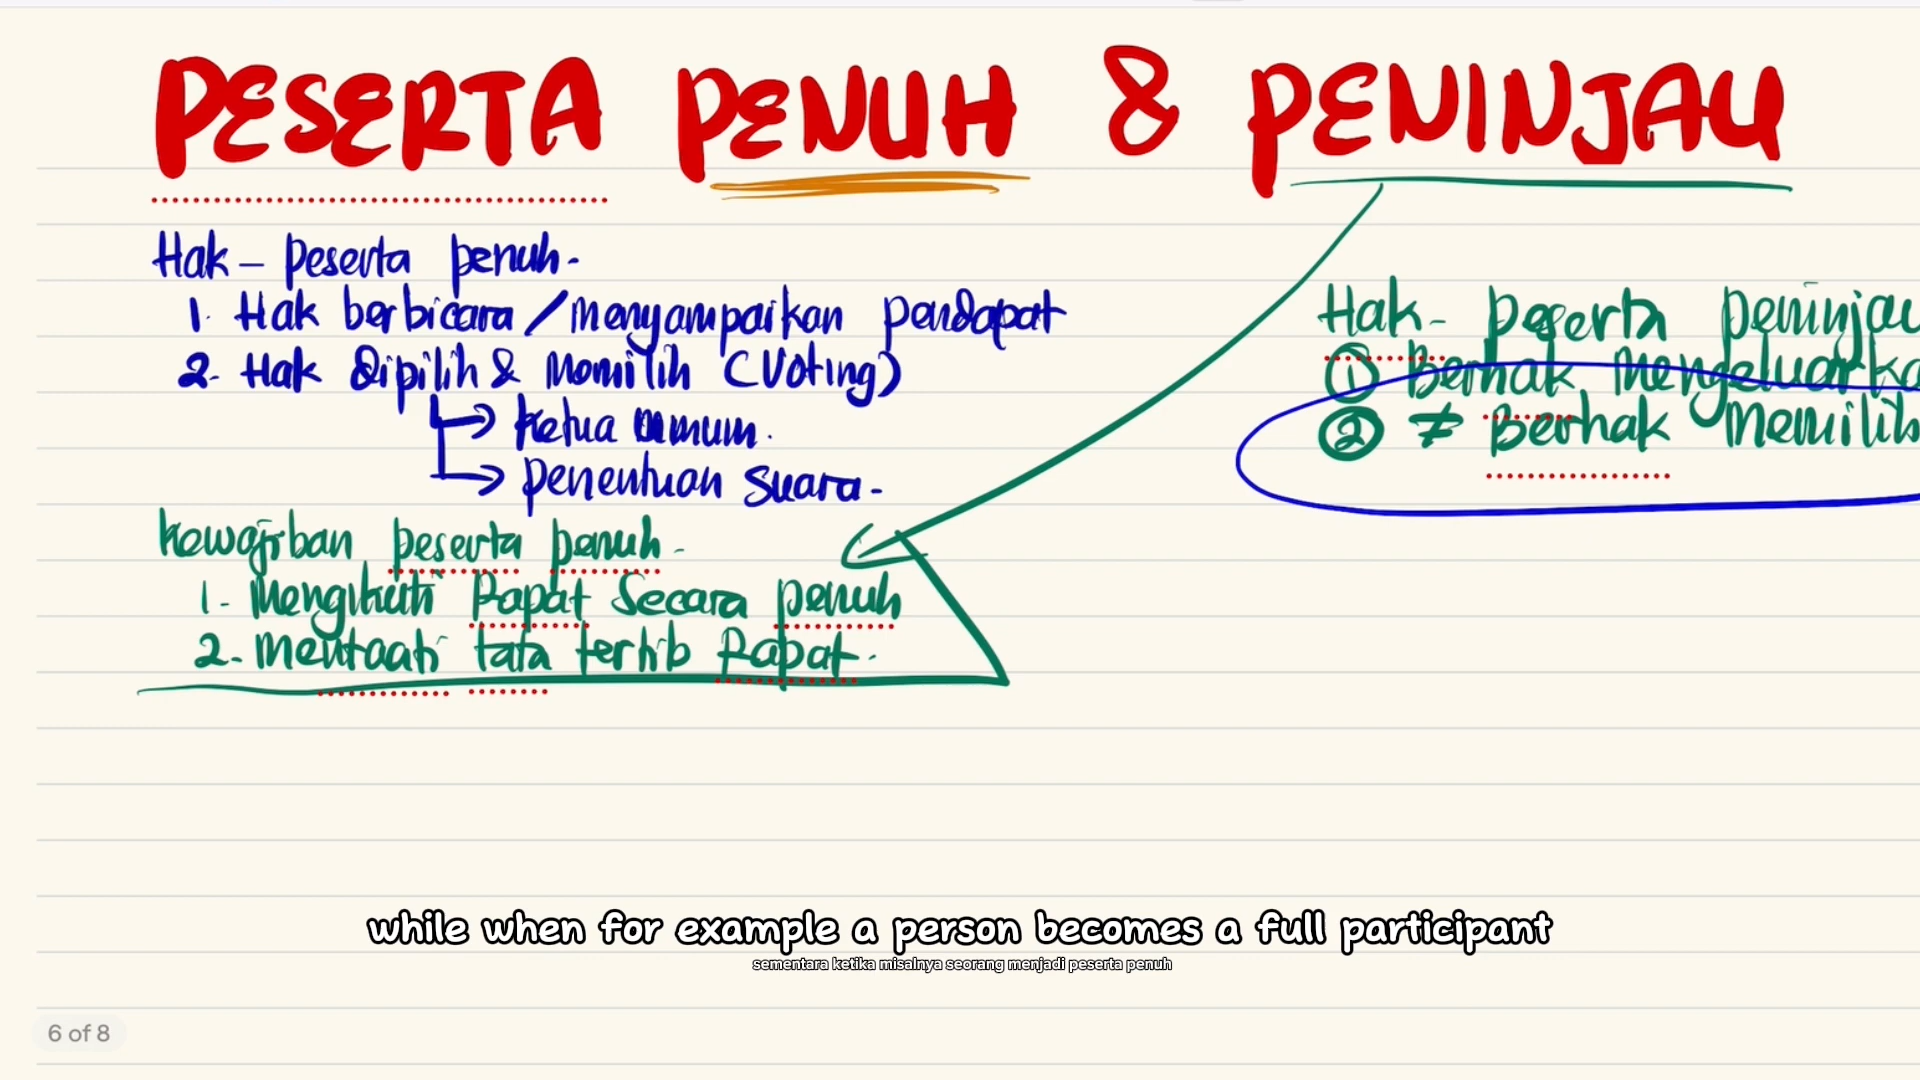 PESERTA PENUH & PENINJAU
Hak - peserta penuh.
1. Hak berbicara / menyampaikan pendapat
2. Hak dipilih & Memilih (Voting)
→ Ketua umum.
→ penentuan suara.
Kewajiban peserta penuh.
1. Mengikuti Rapat Secara penuh
2. Mentaati tata tertib Rapat.
Hak - peserta peninjau
① Berhak Mengeluarka
② ≠ Berhak Memilih
while when for example a person becomes a full participant
sementara ketika misalnya seorang menjadi peserta penuh
6 of 8